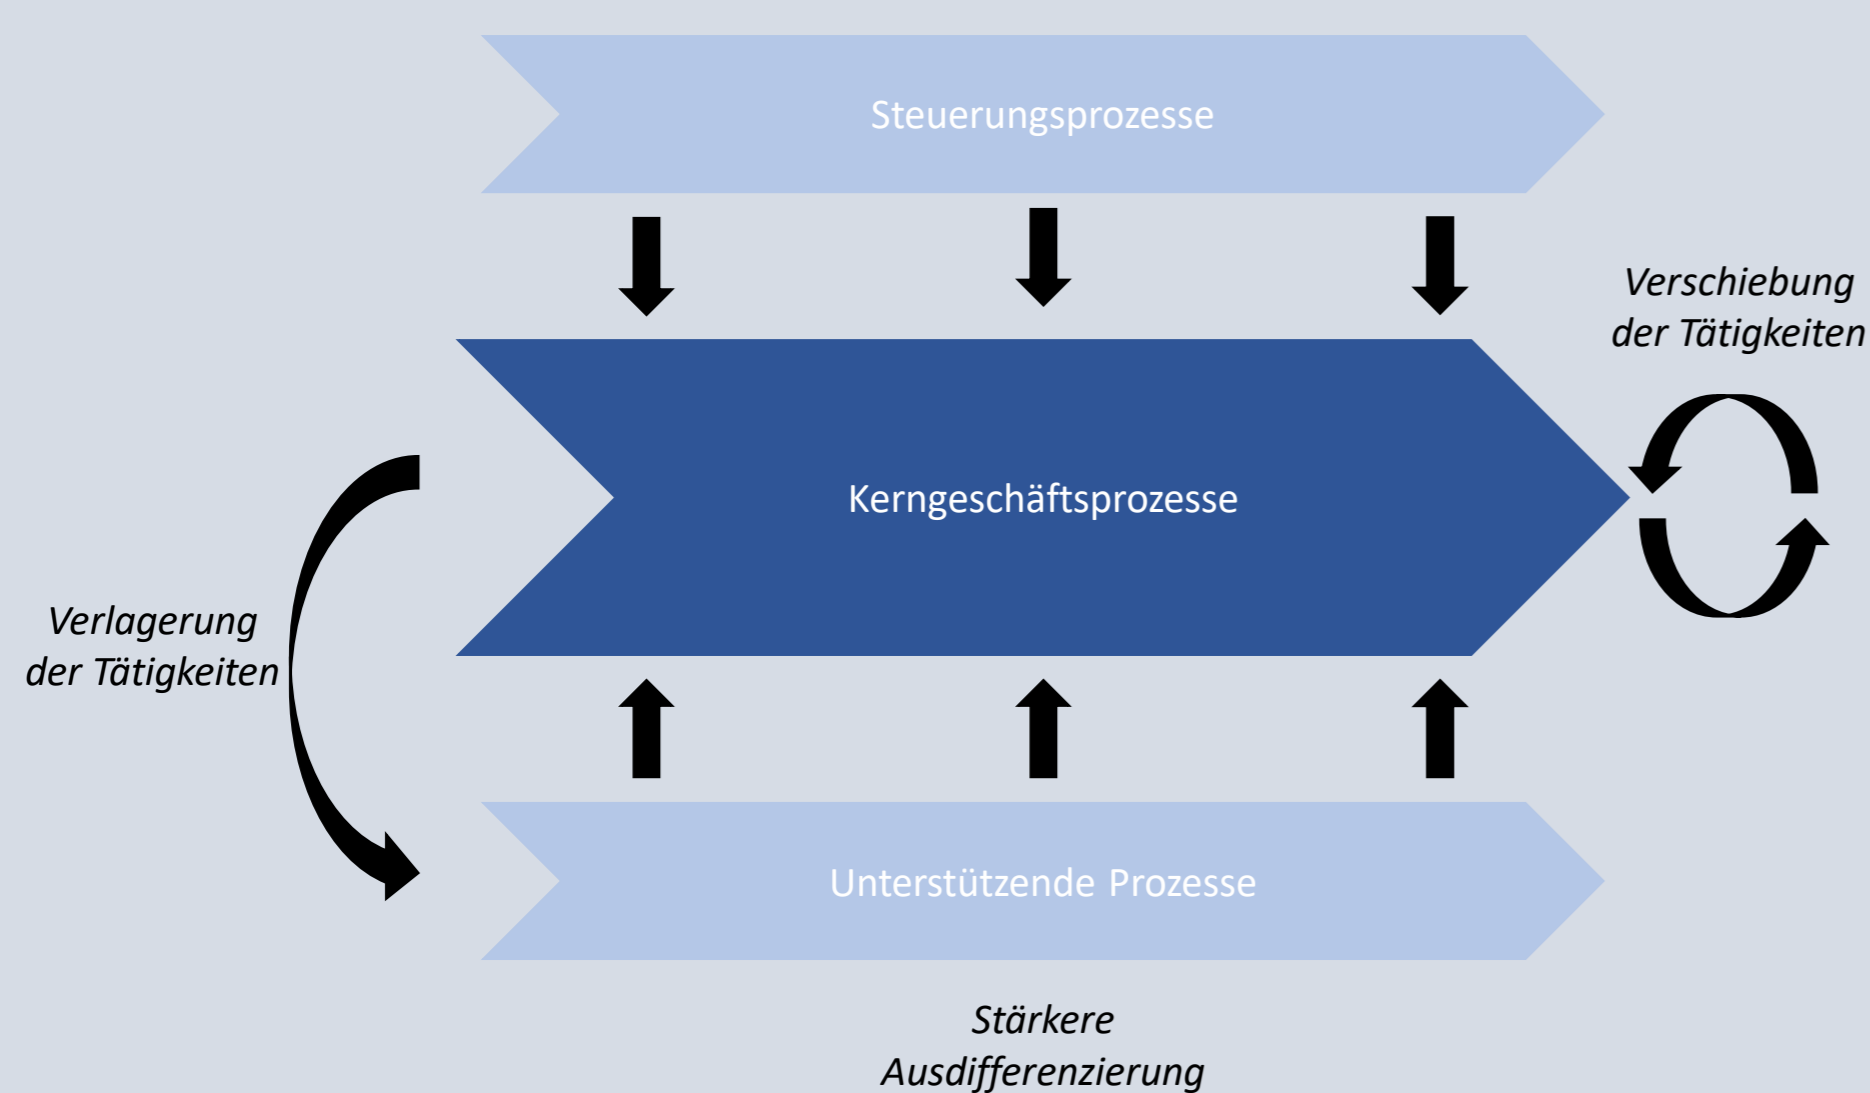 Steuerungsprozesse
Verschiebung
der Tätigkeiten
Kerngeschäftsprozesse
Verlagerung
der Tätigkeiten
Unterstützende Prozesse
Stärkere
Ausdifferenzierung